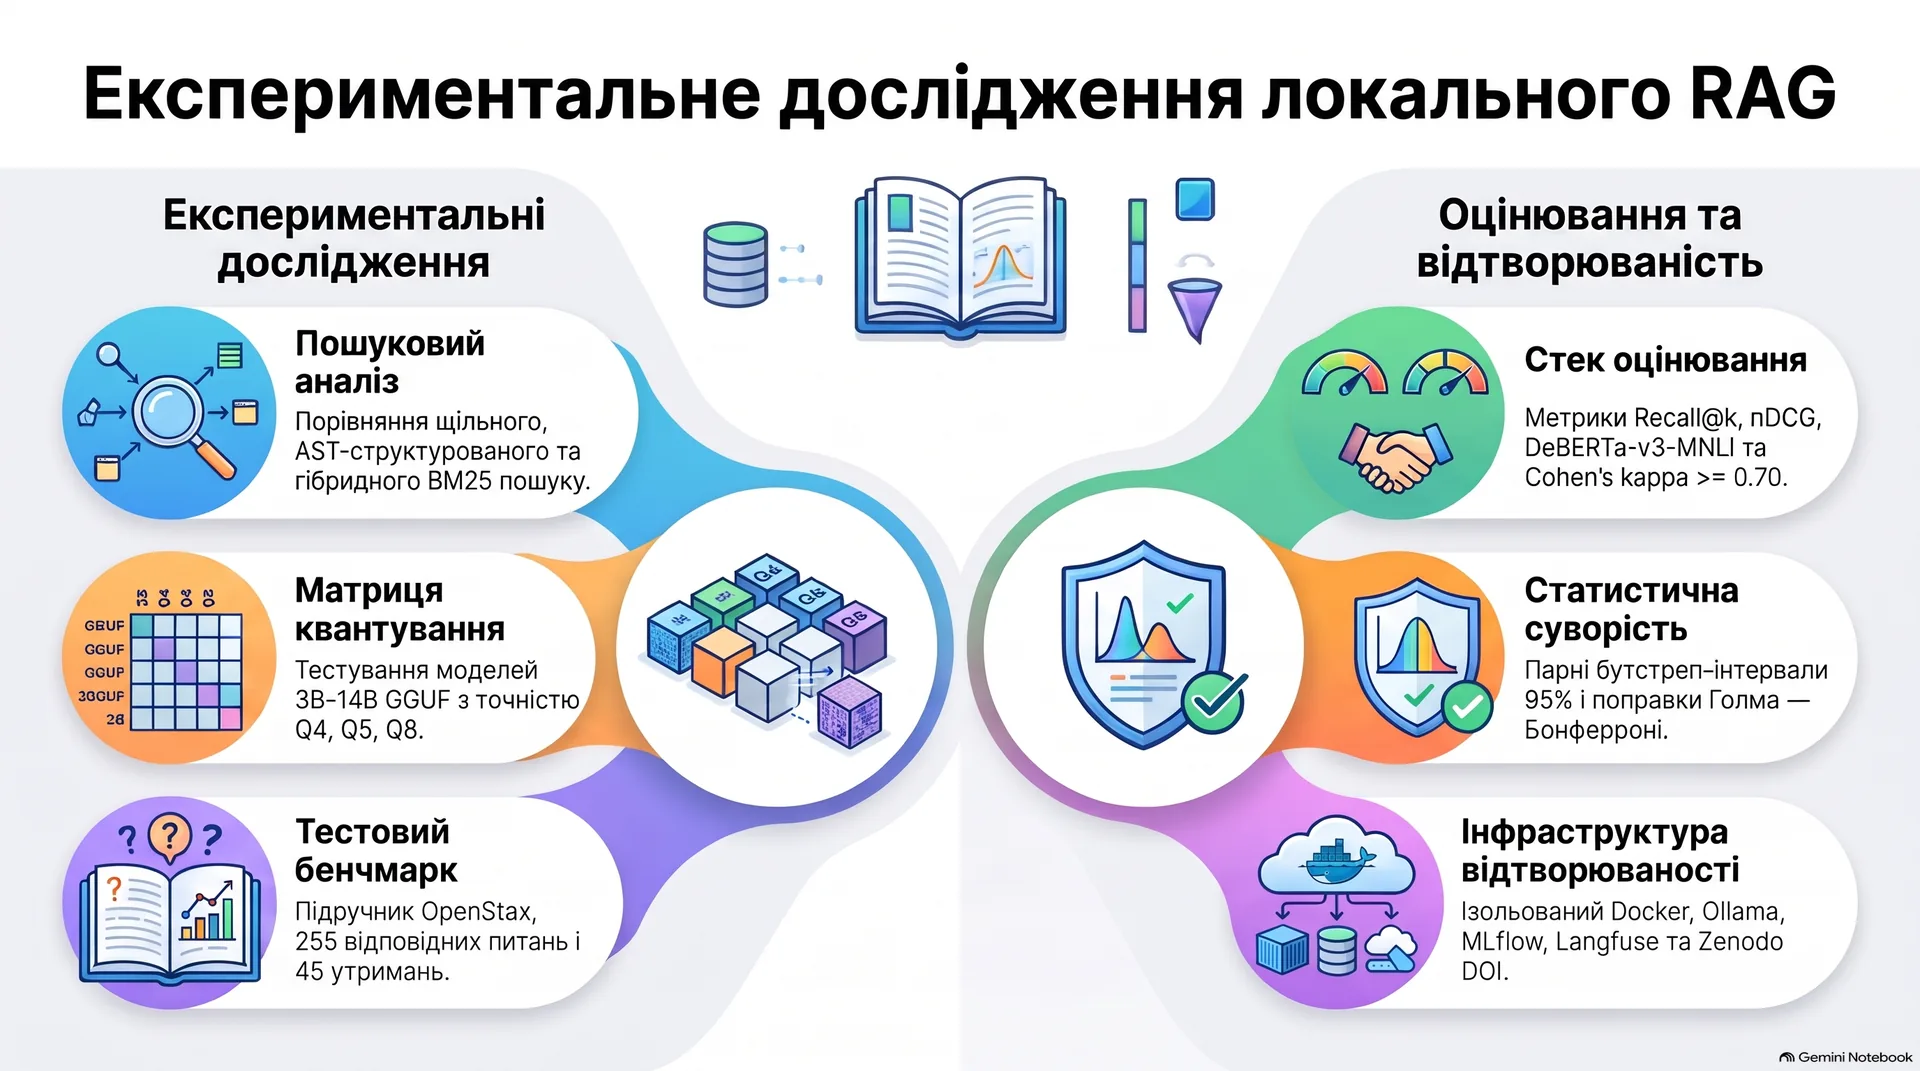 Експериментальне дослідження локального RAG
Експериментальні
дослідження
Пошуковий
аналіз
Порівняння щільного,
AST-структурованого та
гібридного BM25 пошуку.
Матриця
квантування
Тестування моделей
3B-14B GGUF з точністю
Q4, Q5, Q8.
GGUF
GGUF
Тестовий
бенчмарк
Підручник OpenStax,
255 відповідних питань і
45 утримань.
Оцінювання та
відтворюваність
Стек оцінювання
Метрики Recall@k, nDCG,
DeBERTa-v3-MNLI та
Cohen's kappa >= 0.70.
Статистична
суворість
Парні бутстреп-інтервали
95% і поправки Голма —
Бонферроні.
Інфраструктура
відтворюваності
Ізольований Docker, Ollama,
MLflow, Langfuse та Zenodo
DOI.
Gemini Notebook